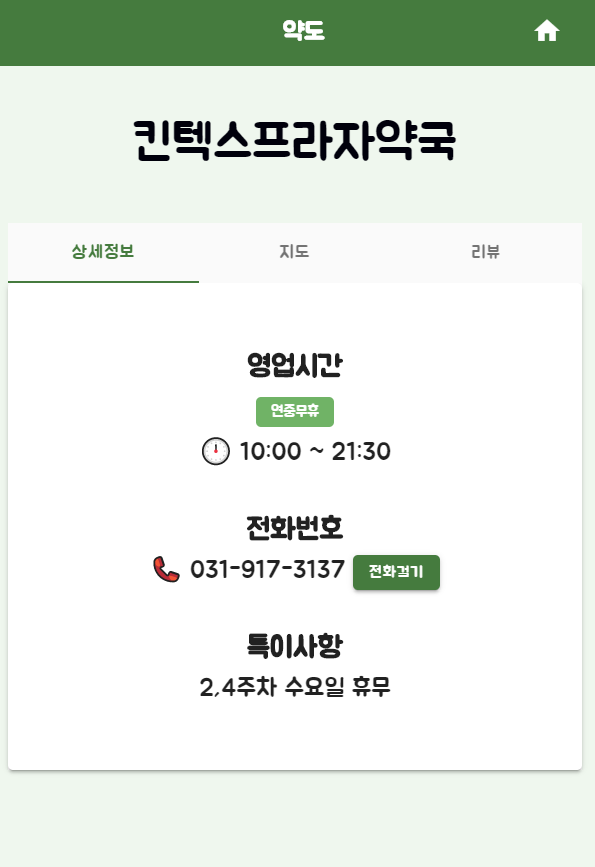 약도
킨텍스프라자약국
상세정보 지도 리뷰
영업시간
연중무휴
10:00 ~ 21:30
전화번호
031-917-3137 전화걸기
특이사항
2,4주차 수요일 휴무